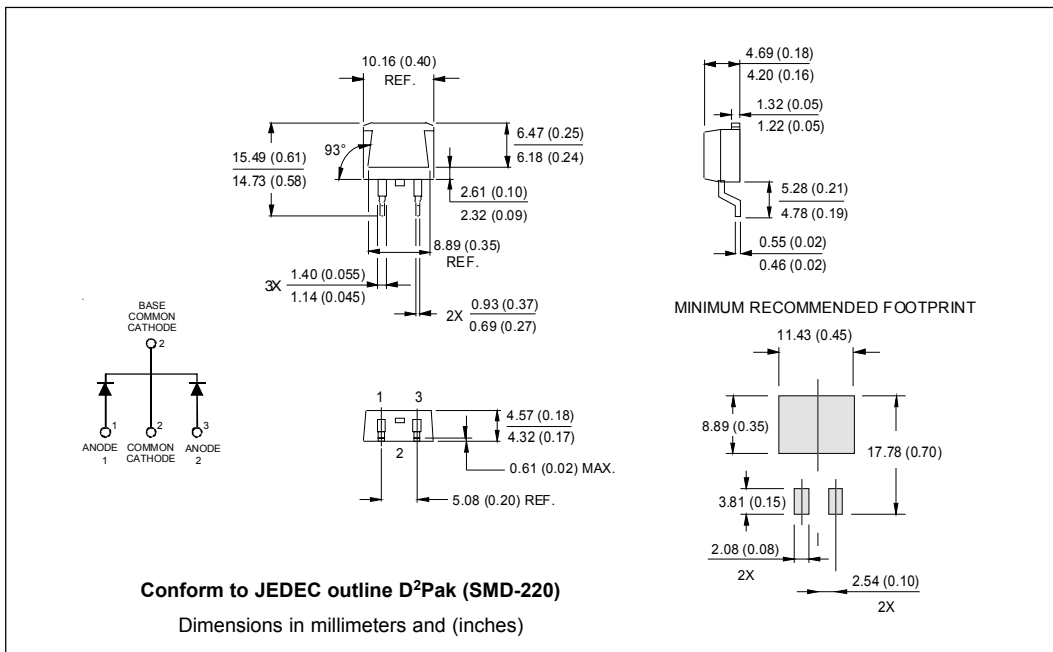 10.16 (0.40)
REF.
15.49 (0.61)
14.73 (0.58)
93°
6.47 (0.25)
6.18 (0.24)
2.61 (0.10)
2.32 (0.09)
8.89 (0.35)
REF.
3X
1.40 (0.055)
1.14 (0.045)
2X
0.93 (0.37)
0.69 (0.27)
4.69 (0.18)
4.20 (0.16)
1.32 (0.05)
1.22 (0.05)
5.28 (0.21)
4.78 (0.19)
0.55 (0.02)
0.46 (0.02)
BASE
COMMON
CATHODE
2
1
2
3
ANODE
1
COMMON
CATHODE
ANODE
2
1
3
2
4.57 (0.18)
4.32 (0.17)
0.61 (0.02) MAX.
5.08 (0.20) REF.
MINIMUM RECOMMENDED FOOTPRINT
11.43 (0.45)
8.89 (0.35)
17.78 (0.70)
3.81 (0.15)
2.08 (0.08)
2X
2.54 (0.10)
2X
Conform to JEDEC outline D²Pak (SMD-220)
Dimensions in millimeters and (inches)